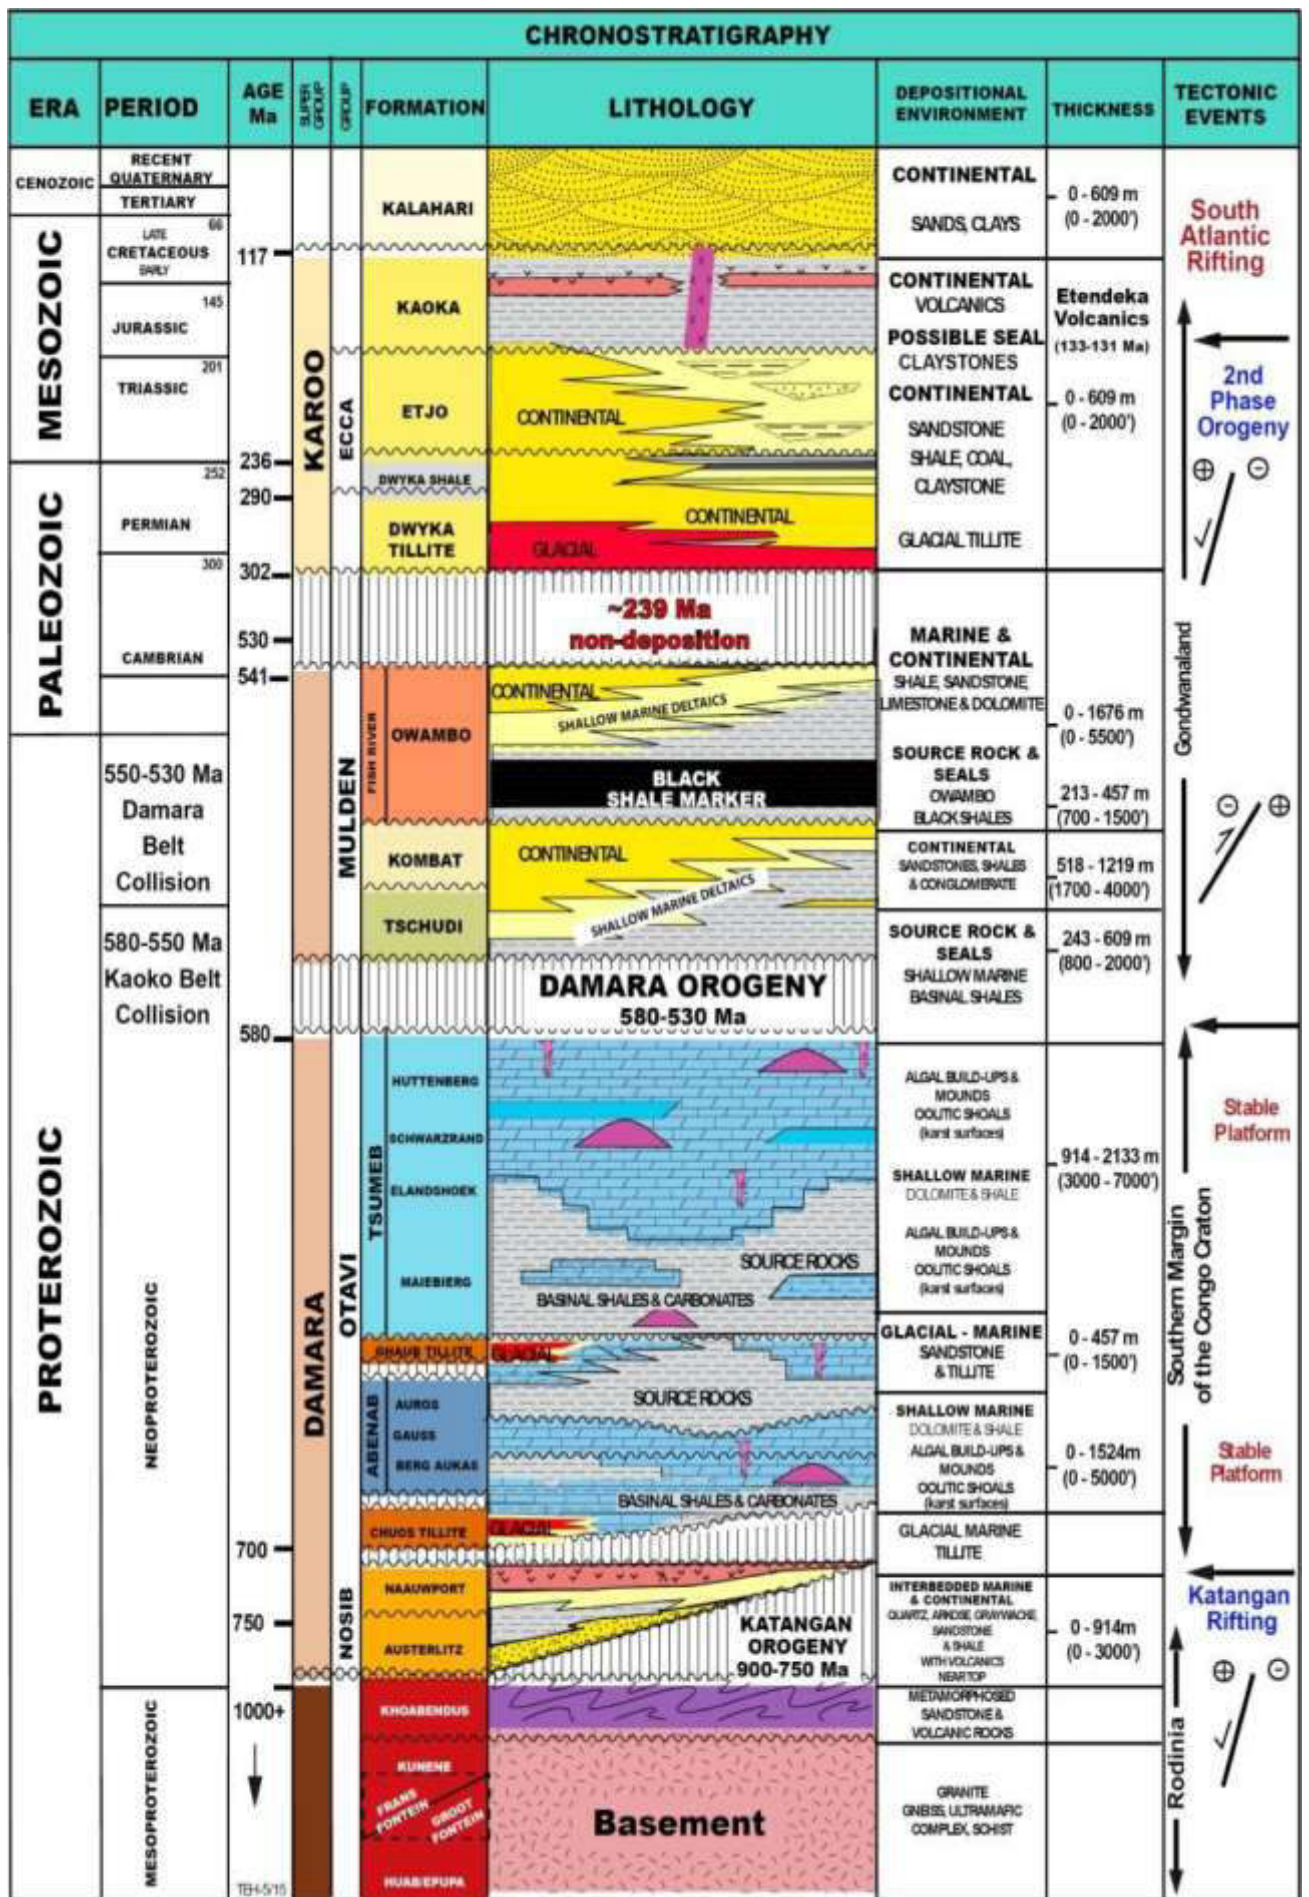 CHRONOSTRATIGRAPHY
ERA
PERIOD
AGE
Ma
SUPER
GROUP
GROUP
FORMATION
LITHOLOGY
DEPOSITIONAL
ENVIRONMENT
THICKNESS
TECTONIC
EVENTS
CENOZOIC
MESOZOIC
PALEOZOIC
PROTEROZOIC
RECENT
QUATERNARY
TERTIARY
66
LATE
CRETACEOUS
EARLY
145
JURASSIC
201
TRIASSIC
252
PERMIAN
300
CAMBRIAN
550-530 Ma
Damara
Belt
Collision
580-550 Ma
Kaoko Belt
Collision
NEOPROTEROZOIC
MESOPROTEROZOIC
117
236
290
302
530
541
580
700
750
1000+
TEH-5/15
KAROO
DAMARA
ECCA
MULDEN
OTAVI
NOSIB
KALAHARI
KAOKA
ETJO
DWYKA SHALE
DWYKA
TILLITE
FISH RIVER
OWAMBO
KOMBAT
TSCHUDI
TSUMEB
HUTTENBERG
SCHWARZRAND
ELANDSHOEK
MAIEBIERG
GHAUB TILLITE
ABENAB
AUROS
GAUSS
BERG AUKAS
CHUOS TILLITE
NAAUWPORT
AUSTERLITZ
KHOABENDUS
KUNENE
FRANS
FONTEIN
GROOT
FONTEIN
HUAB/EPUPA
CONTINENTAL
CONTINENTAL
GLACIAL
~239 Ma
non-deposition
CONTINENTAL
SHALLOW MARINE DELTAICS
BLACK
SHALE MARKER
CONTINENTAL
SHALLOW MARINE DELTAICS
DAMARA OROGENY
580-530 Ma
SOURCE ROCKS
BASINAL SHALES & CARBONATES
GLACIAL
SOURCE ROCKS
BASINAL SHALES & CARBONATES
GLACIAL
KATANGAN
OROGENY
900-750 Ma
Basement
CONTINENTAL
SANDS, CLAYS
CONTINENTAL
VOLCANICS
POSSIBLE SEAL
CLAYSTONES
CONTINENTAL
SANDSTONE
SHALE, COAL,
CLAYSTONE
GLACIAL TILLITE
MARINE &
CONTINENTAL
SHALE, SANDSTONE,
LIMESTONE & DOLOMITE
SOURCE ROCK &
SEALS
OWAMBO
BLACK SHALES
CONTINENTAL
SANDSTONES, SHALES
& CONGLOMERATE
SOURCE ROCK &
SEALS
SHALLOW MARINE
BASINAL SHALES
ALGAL BUILD-UPS &
MOUNDS
OOLITIC SHOALS
(karst surfaces)
SHALLOW MARINE
DOLOMITE & SHALE
ALGAL BUILD-UPS &
MOUNDS
OOLITIC SHOALS
(karst surfaces)
GLACIAL - MARINE
SANDSTONE
& TILLITE
SHALLOW MARINE
DOLOMITE & SHALE
ALGAL BUILD-UPS &
MOUNDS
OOLITIC SHOALS
(karst surfaces)
GLACIAL MARINE
TILLITE
INTERBEDDED MARINE
& CONTINENTAL
QUARTZ, ARKOSE, GRAYWACKE,
SANDSTONE
& SHALE
WITH VOLCANICS
NEAR TOP
METAMORPHOSED
SANDSTONE &
VOLCANIC ROCKS
GRANITE
GNEISS, ULTRAMAFIC
COMPLEX, SCHIST
0 - 609 m
(0 - 2000')
Etendeka
Volcanics
(133-131 Ma)
0 - 609 m
(0 - 2000')
0 - 1676 m
(0 - 5500')
213 - 457 m
(700 - 1500')
518 - 1219 m
(1700 - 4000')
243 - 609 m
(800 - 2000')
914 - 2133 m
(3000 - 7000')
0 - 457 m
(0 - 1500')
0 - 1524m
(0 - 5000')
0 - 914m
(0 - 3000')
South
Atlantic
Rifting
2nd
Phase
Orogeny
Gondwanaland
Stable
Platform
Southern Margin
of the Congo Craton
Stable
Platform
Katangan
Rifting
Rodinia